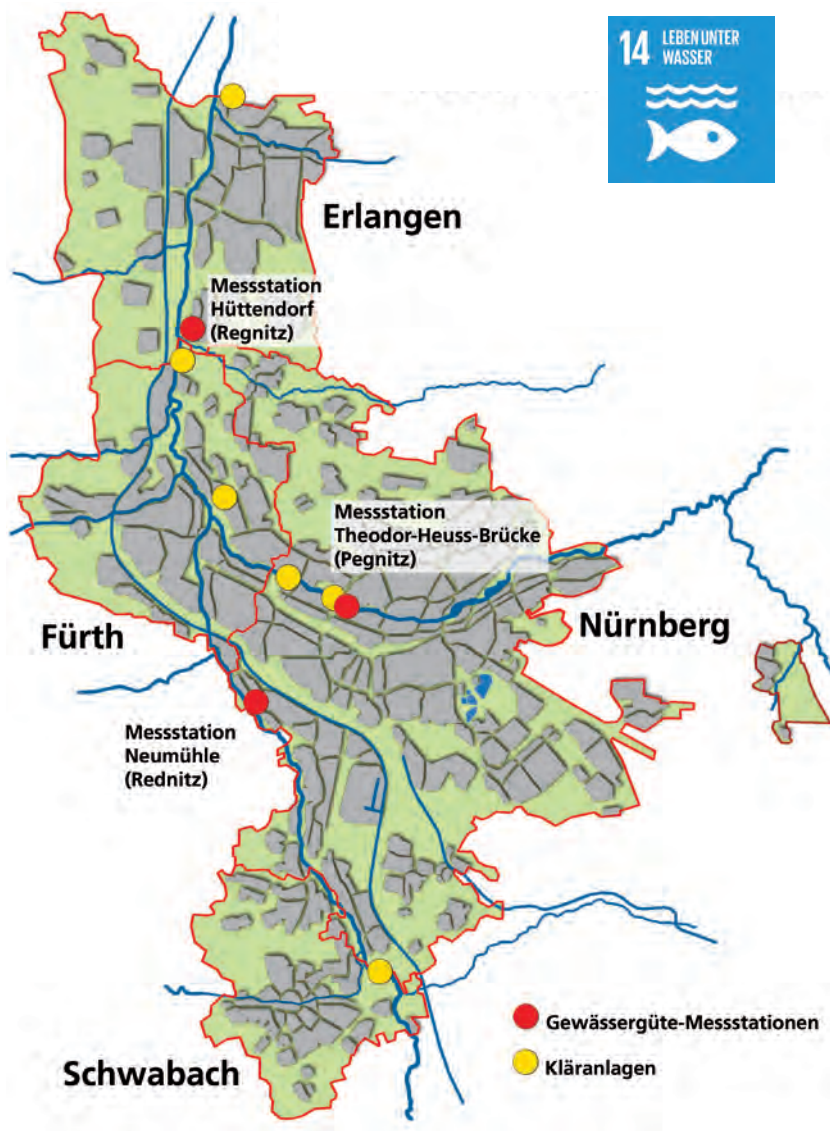 14 LEBEN UNTER
WASSER
Erlangen
Messstation
Hüttendorf
(Regnitz)
Messstation
Theodor-Heuss-Brücke
(Pegnitz)
Fürth
Nürnberg
Messstation
Neumühle
(Rednitz)
Gewässergüte-Messstationen
Kläranlagen
Schwabach